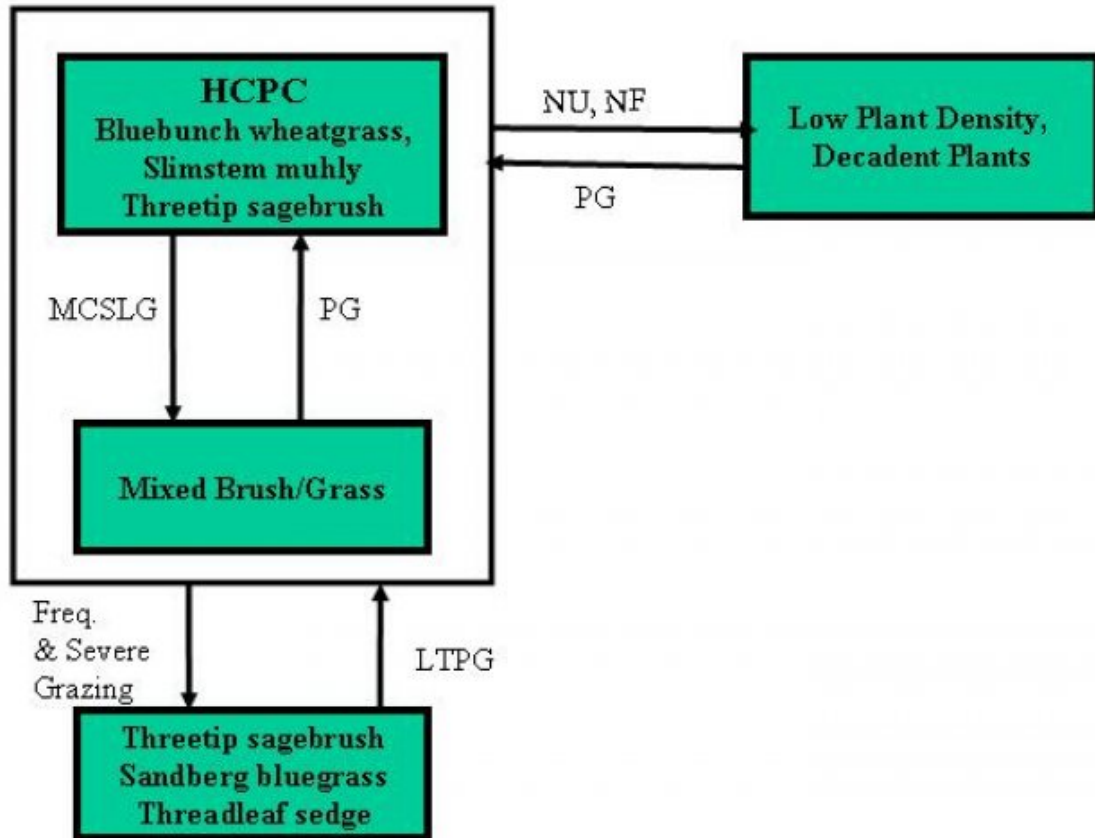 HCPC
Bluebunch wheatgrass,
Slimstem muhly
Threetip sagebrush
NU, NF
PG
Low Plant Density,
Decadent Plants
MCSLG
PG
Mixed Brush/Grass
Freq.
& Severe
Grazing
LTPG
Threetip sagebrush
Sandberg bluegrass
Threadleaf sedge